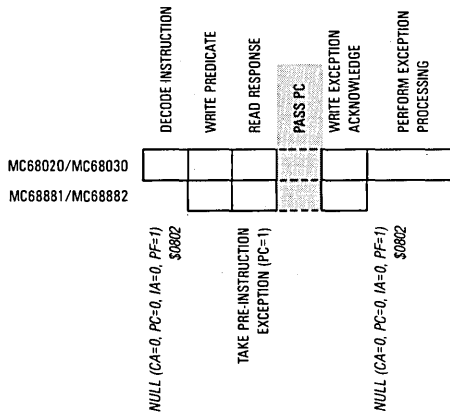 DECODE INSTRUCTION
WRITE PREDICATE
READ RESPONSE
PASS PC
WRITE EXCEPTION
ACKNOWLEDGE
PERFORM EXCEPTION
PROCESSING
MC68020/MC68030
MC68881/MC68882
NULL (CA=0, PC=0, IA=0, PF=1)
$0802
TAKE PRE-INSTRUCTION
EXCEPTION (PC=1)
NULL (CA=0, PC=0, IA=0, PF=1)
$0802